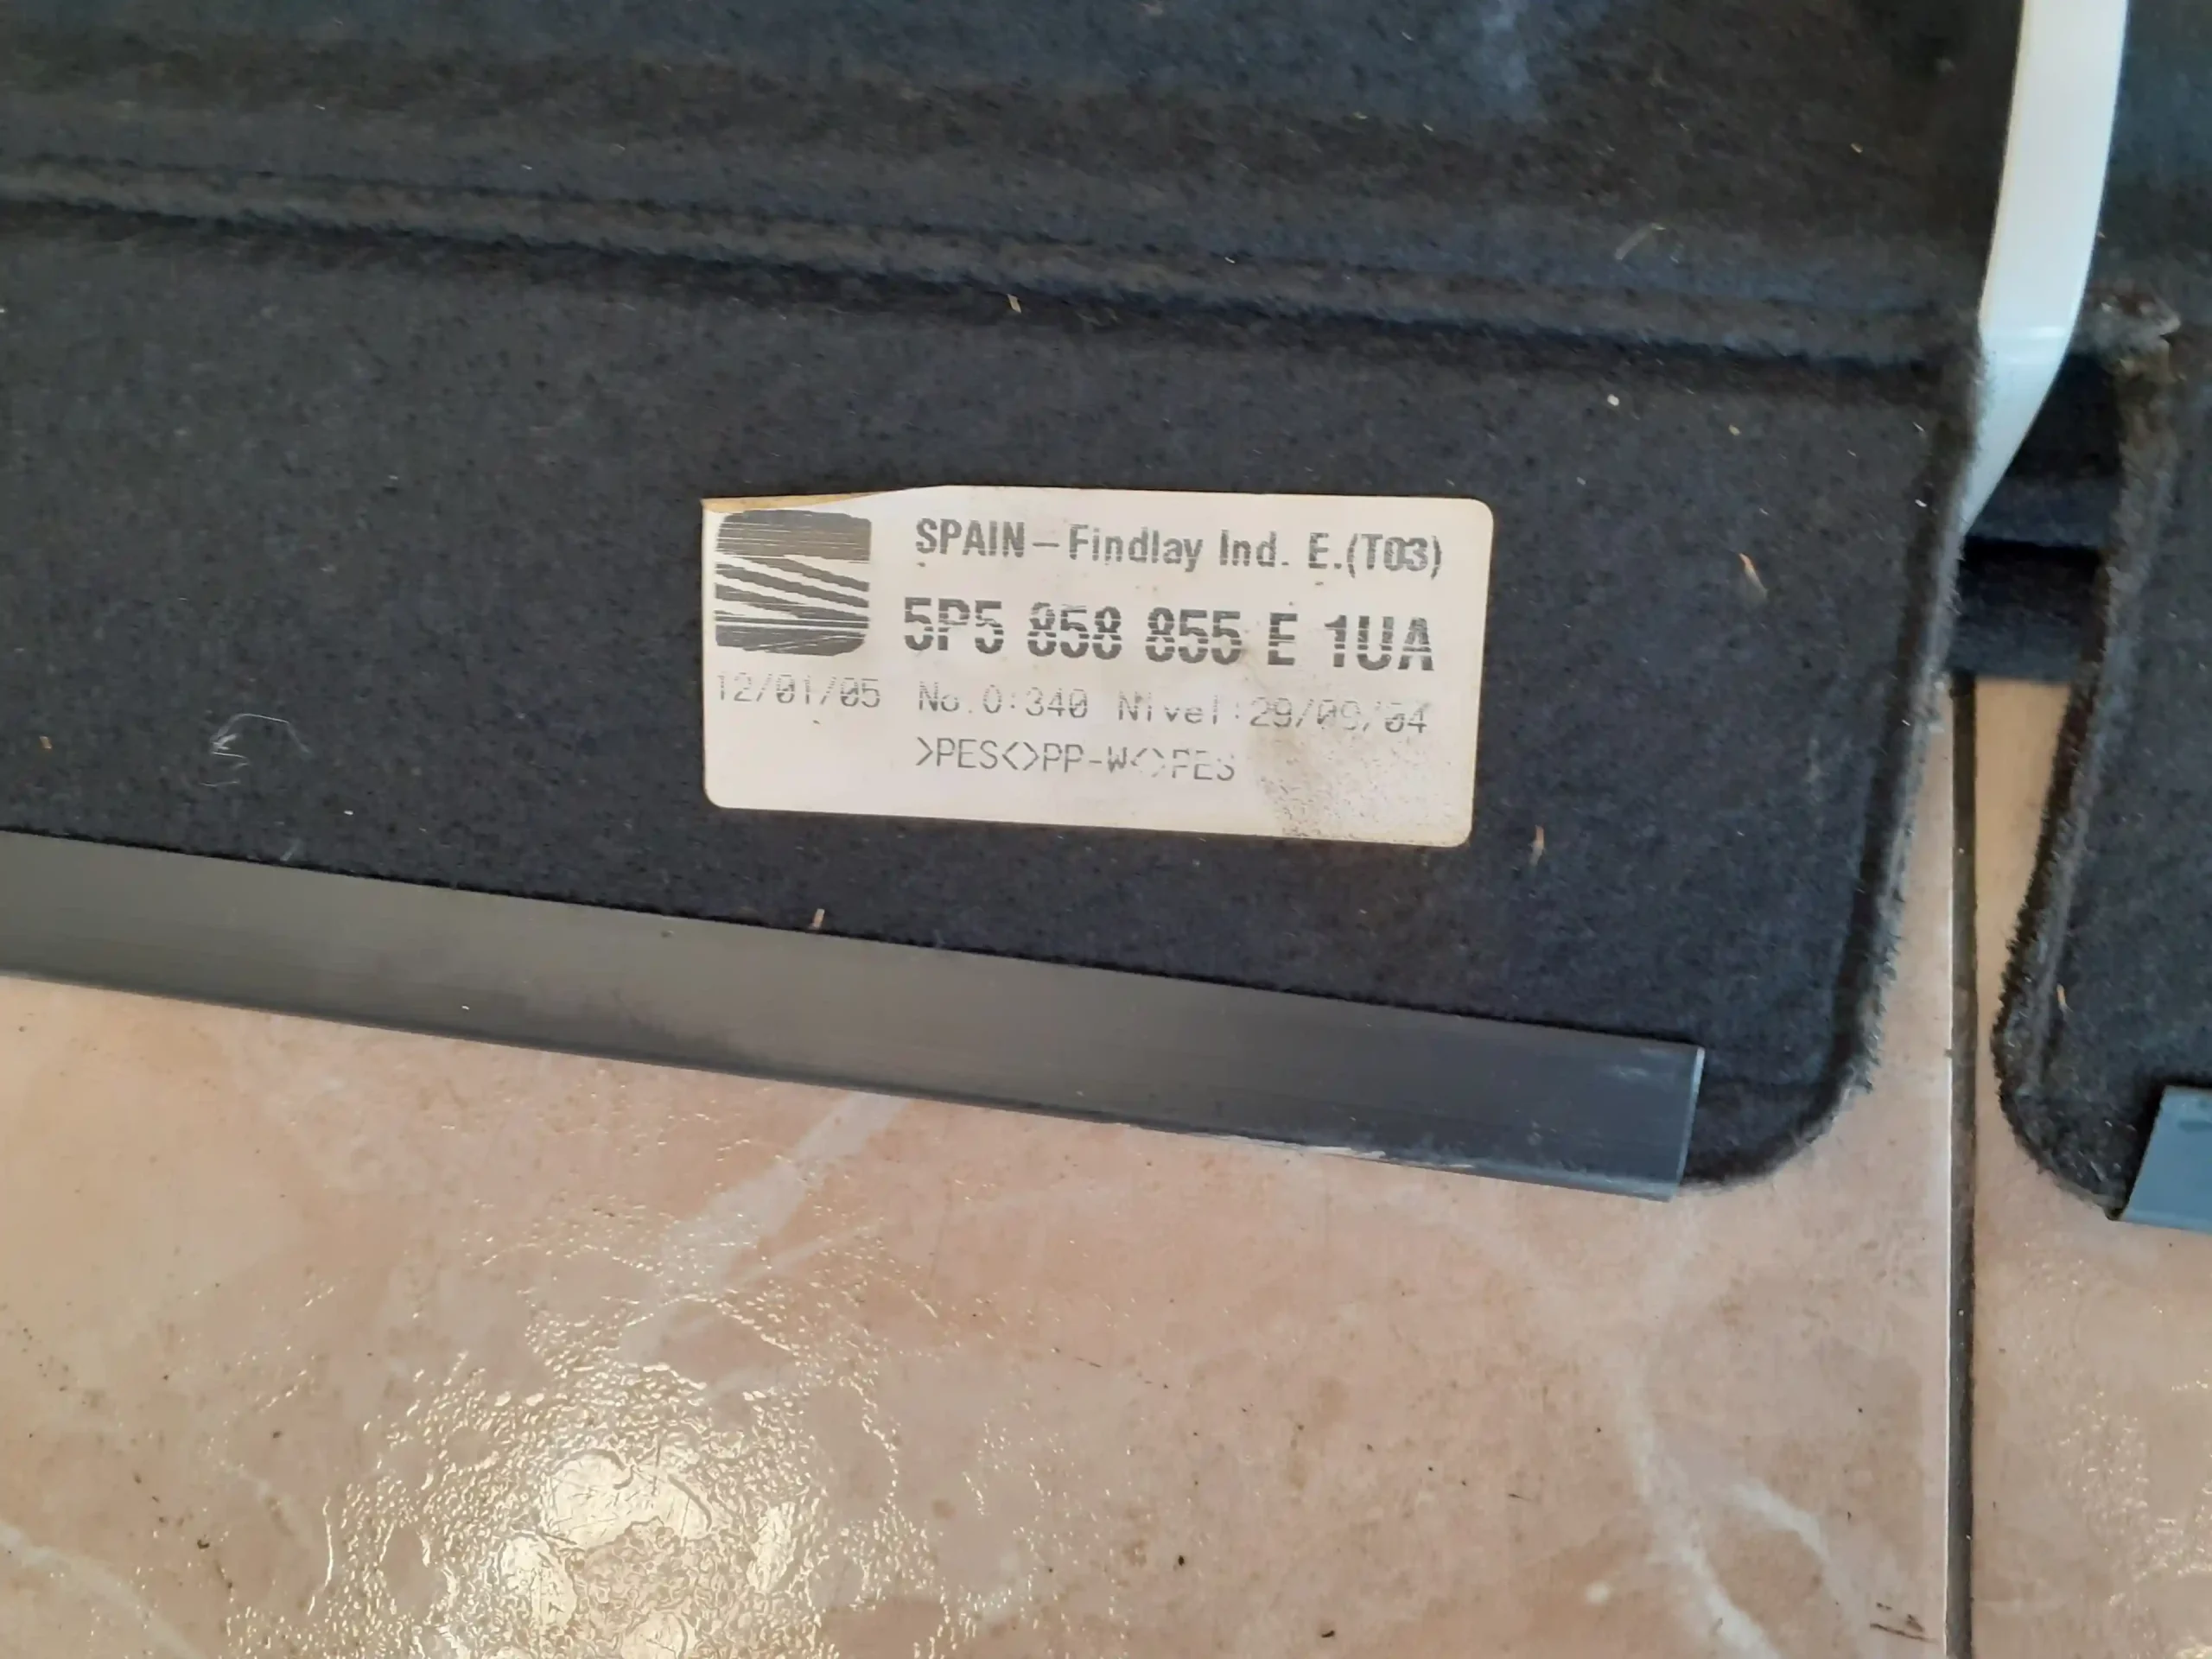 SPAIN-Findlay Ind. E.(T03)
5P5 858 855 E 1UA
12/01/05 No.O:340 Nivel:29/09/04
>PES<>PP-W<>PES